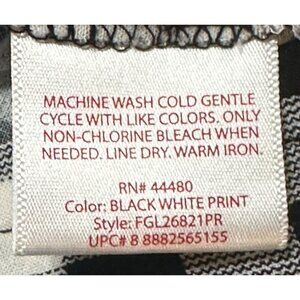 MACHINE WASH COLD GENTLE
CYCLE WITH LIKE COLORS. ONLY
NON-CHLORINE BLEACH WHEN
NEEDED. LINE DRY. WARM IRON.
RN# 44480
Color: BLACK WHITE PRINT
Style: FGL26821PR
UPC# 8 8882565155